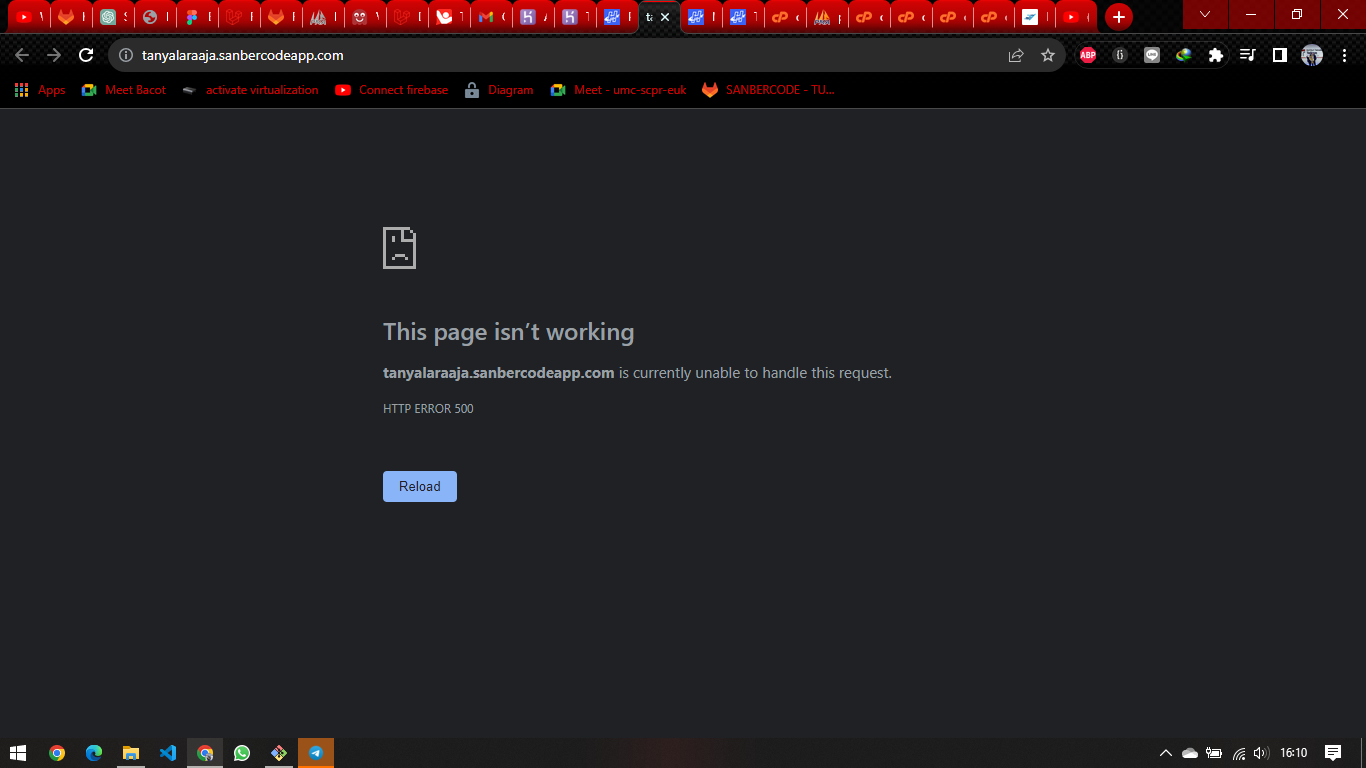 tanyalaraaja.sanbercodeapp.com
ABP
Apps
Meet Bacot
activate virtualization
Connect firebase
Diagram
Meet - umc-scpr-euk
SANBERCODE - TU...
This page isn’t working
tanyalaraaja.sanbercodeapp.com is currently unable to handle this request.
HTTP ERROR 500
Reload
16:10